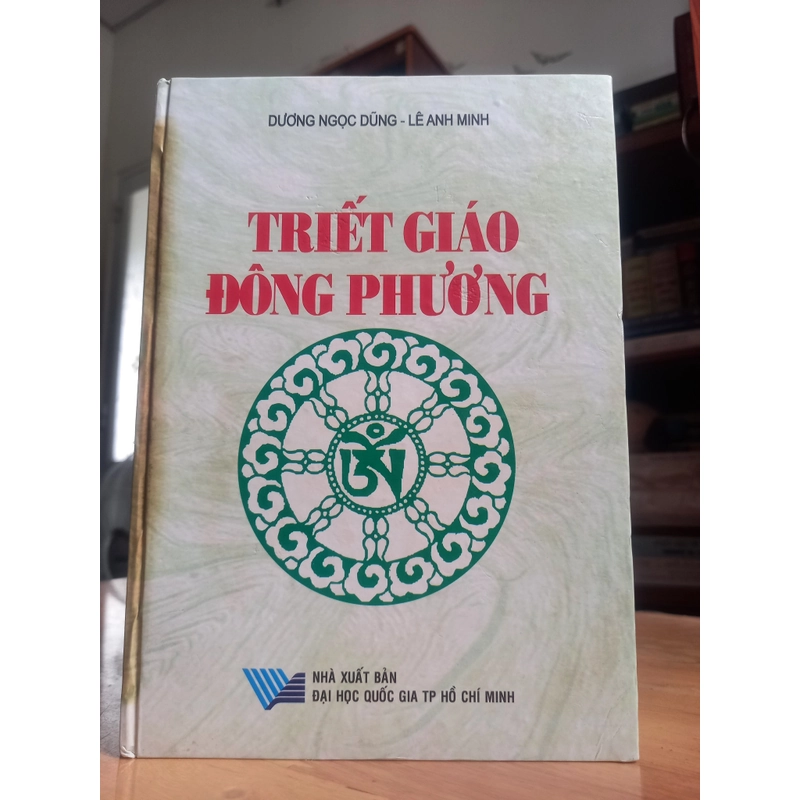 DƯƠNG NGỌC DŨNG - LÊ ANH MINH
TRIẾT GIÁO
ĐÔNG PHƯƠNG
ༀ
NHÀ XUẤT BẢN
ĐẠI HỌC QUỐC GIA TP HỒ CHÍ MINH